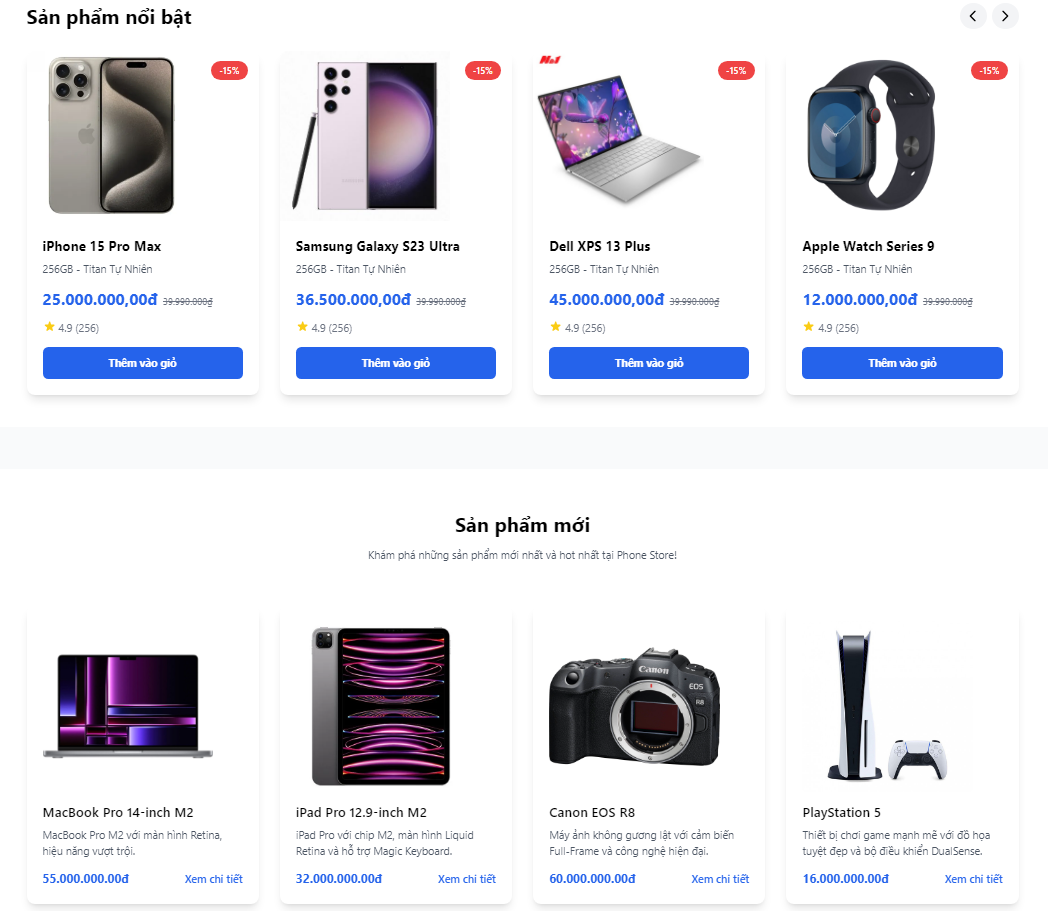 Sản phẩm nổi bật
-15%
-15%
N.1
-15%
-15%
iPhone 15 Pro Max
256GB - Titan Tự Nhiên
25.000.000,00đ 39.990.000₫
4.9 (256)
Thêm vào giỏ
Samsung Galaxy S23 Ultra
256GB - Titan Tự Nhiên
36.500.000,00đ 39.990.000₫
4.9 (256)
Thêm vào giỏ
Dell XPS 13 Plus
256GB - Titan Tự Nhiên
45.000.000,00đ 39.990.000₫
4.9 (256)
Thêm vào giỏ
Apple Watch Series 9
256GB - Titan Tự Nhiên
12.000.000,00đ 39.990.000₫
4.9 (256)
Thêm vào giỏ
Sản phẩm mới
Khám phá những sản phẩm mới nhất và hot nhất tại Phone Store!
MacBook Pro 14-inch M2
MacBook Pro M2 với màn hình Retina,
hiệu năng vượt trội.
55.000.000.00đ Xem chi tiết
iPad Pro 12.9-inch M2
iPad Pro với chip M2, màn hình Liquid
Retina và hỗ trợ Magic Keyboard.
32.000.000.00đ Xem chi tiết
Canon
EOS
R8
Canon EOS R8
Máy ảnh không gương lật với cảm biến
Full-Frame và công nghệ hiện đại.
60.000.000.00đ Xem chi tiết
PlayStation 5
Thiết bị chơi game mạnh mẽ với đồ họa
tuyệt đẹp và bộ điều khiển DualSense.
16.000.000.00đ Xem chi tiết